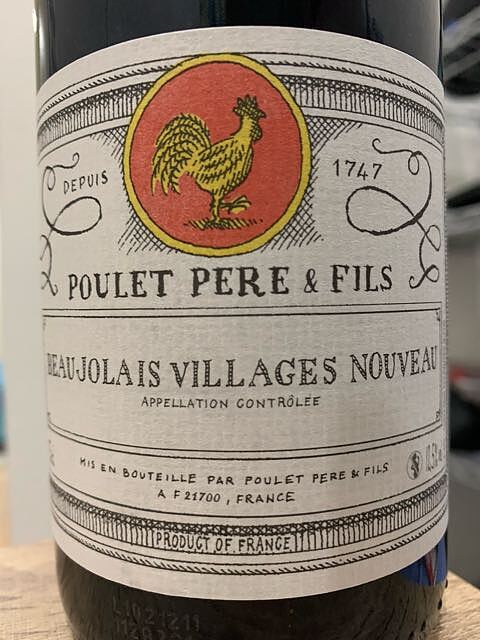 DEPUIS
1747
POULET PERE & FILS
BEAUJOLAIS VILLAGES NOUVEAU
APPELLATION CONTRÔLÉE
MIS EN BOUTEILLE PAR POULET PERE & FILS
A F 21700, FRANCE
PRODUCT OF FRANCE